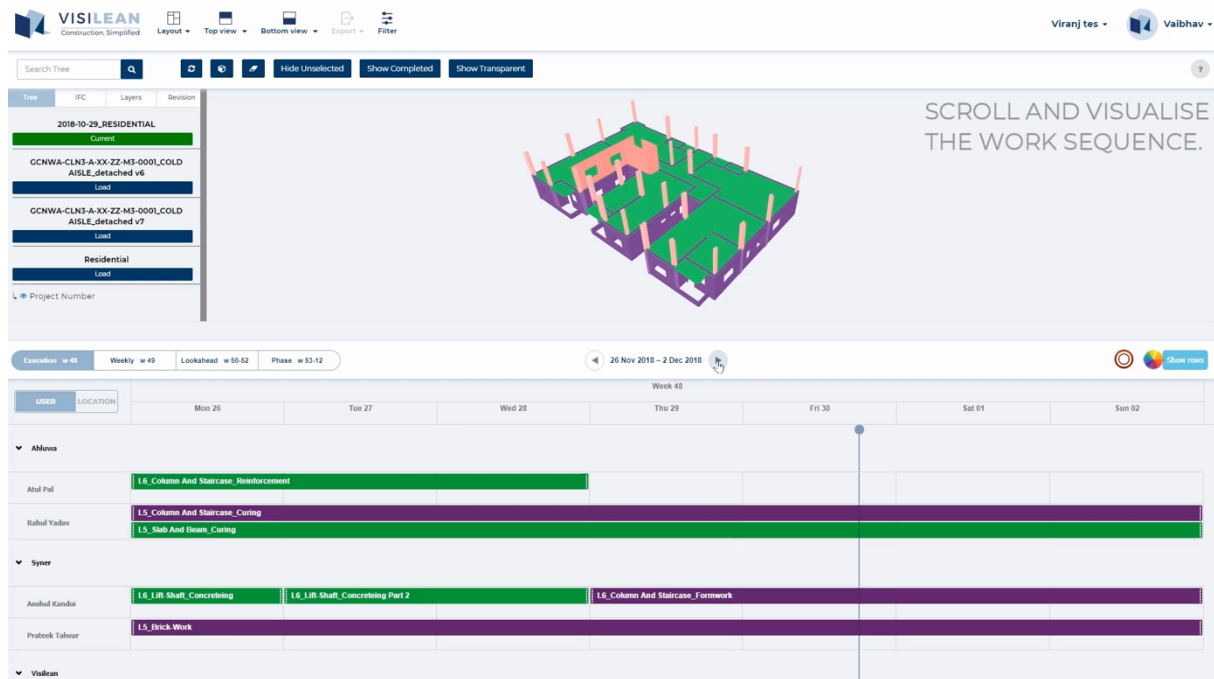 VISILEAN
Construction, Simplified
Layout
Top view
Bottom view
Export
Filter
Viranj tes
Vaibhav
Search Tree
Hide Unselected
Show Completed
Show Transparent
?
Tree
IFC
Layers
Revision
2018-10-29_RESIDENTIAL
Current
GCNWA-CLN3-A-XX-ZZ-M3-0001_COLD
AISLE_detached v6
Load
GCNWA-CLN3-A-XX-ZZ-M3-0001_COLD
AISLE_detached v7
Load
Residential
Load
Project Number
SCROLL AND VISUALISE
THE WORK SEQUENCE.
Execution w 48
Weekly w 49
Lookahead w 50-52
Phase w 53-12
26 Nov 2018 – 2 Dec 2018
Show rows
USER
LOCATION
Week 48
Mon 26
Tue 27
Wed 28
Thu 29
Fri 30
Sat 01
Sun 02
Ahluwa
Atul Pal
L6_Column And Staircase_Reinforcement
Rahul Yadav
L5_Column And Staircase_Curing
L5_Slab And Beam_Curing
Syner
Anshul Kandoi
L6_Lift-Shaft_Concreteing
L6_Lift-Shaft_Concreteing Part 2
L6_Column And Staircase_Formwork
Prateek Talwar
L5_Brick-Work
Visilean